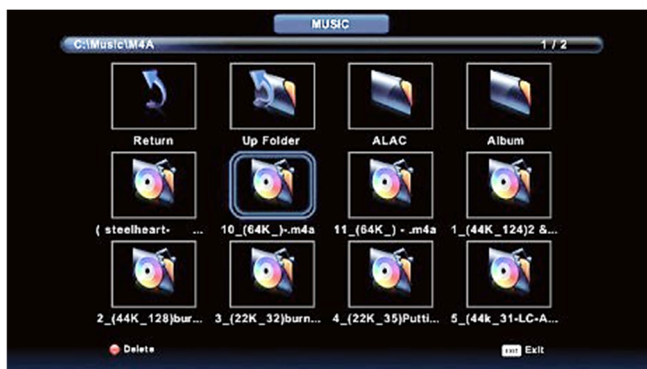 MUSIC
C:\Music\M4A 1 / 2
Return Up Folder ALAC Album
( steelheart- ... 10_(64K_)-.m4a 11_(64K_) - .m4a 1_(44K_124)2 &...
2_(44K_128)bur... 3_(22K_32)burn... 4_(22K_35)Putti... 5_(44k_31-LC-A...
Delete EXIT Exit